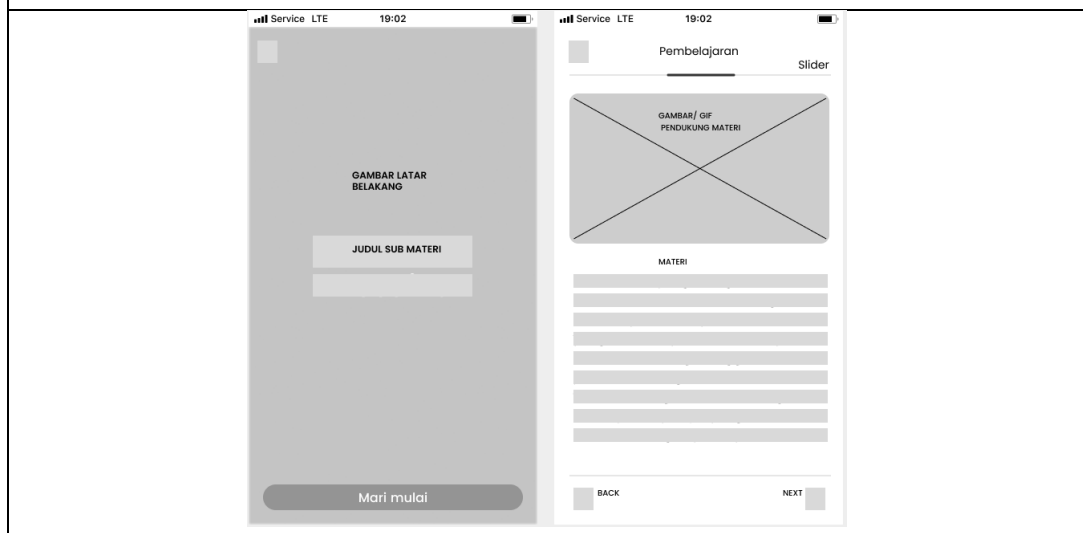 Service LTE 19:02
GAMBAR LATAR
BELAKANG
JUDUL SUB MATERI
Mari mulai
Service LTE 19:02
Pembelajaran
Slider
GAMBAR/ GIF
PENDUKUNG MATERI
MATERI
BACK NEXT